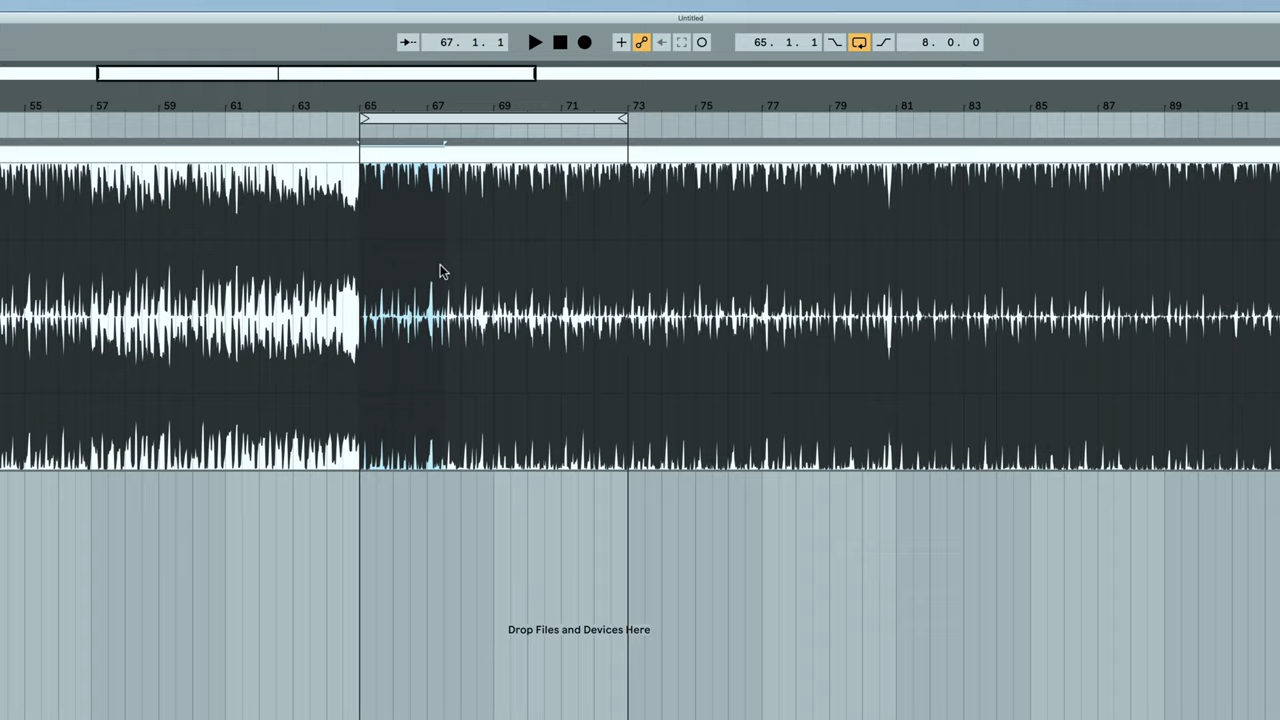 Untitled
67. 1. 1
65. 1. 1
8. 0. 0
55 57 59 61 63 65 67 69 71 73 75 77 79 81 83 85 87 89 91
Drop Files and Devices Here